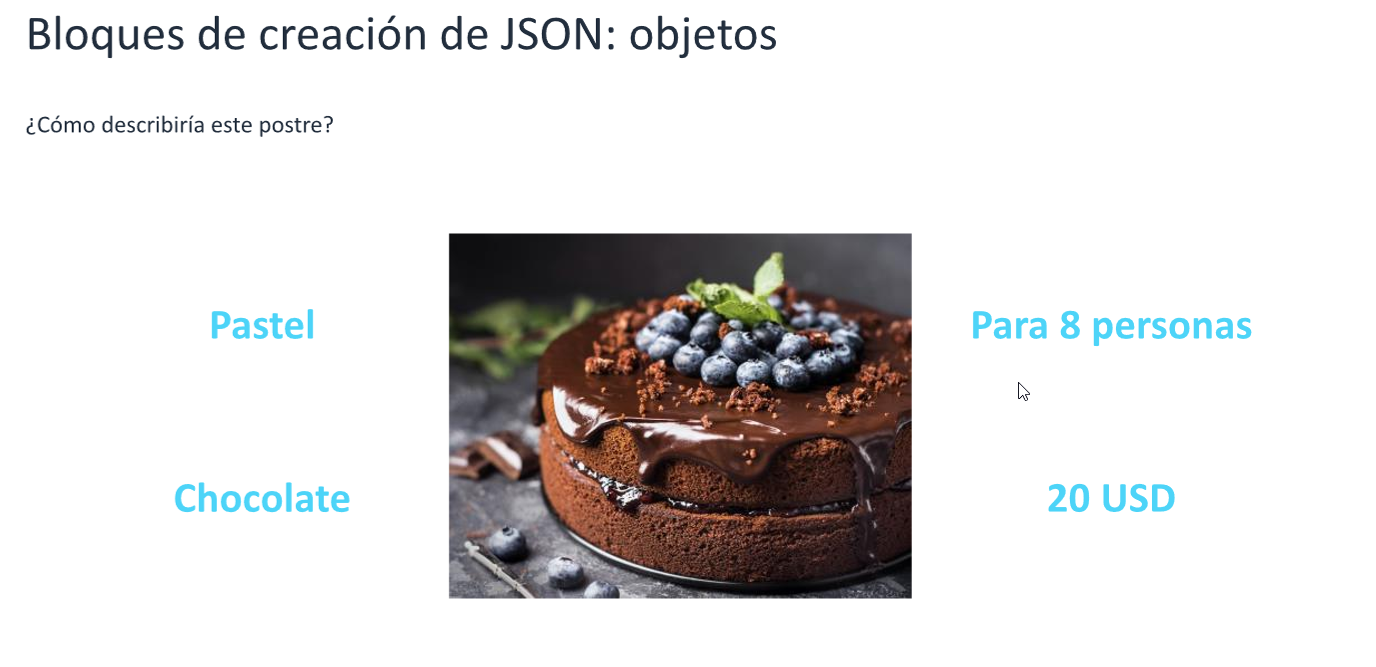 Bloques de creación de JSON: objetos
¿Cómo describiría este postre?
Pastel
Para 8 personas
Chocolate
20 USD